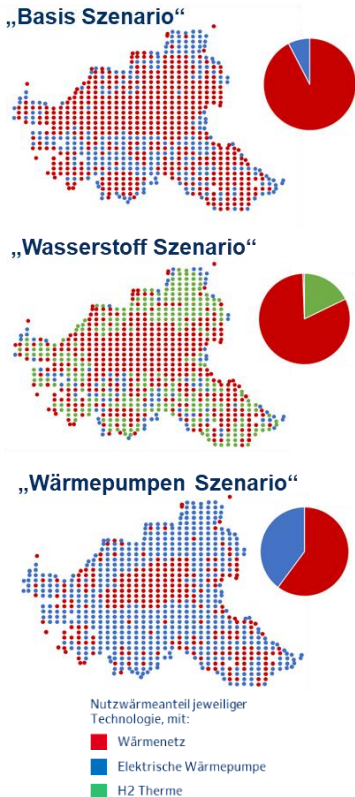 „Basis Szenario“
„Wasserstoff Szenario“
„Wärmepumpen Szenario“
Nutzwärmeanteil jeweiliger
Technologie, mit:
Wärmenetz
Elektrische Wärmepumpe
H2 Therme